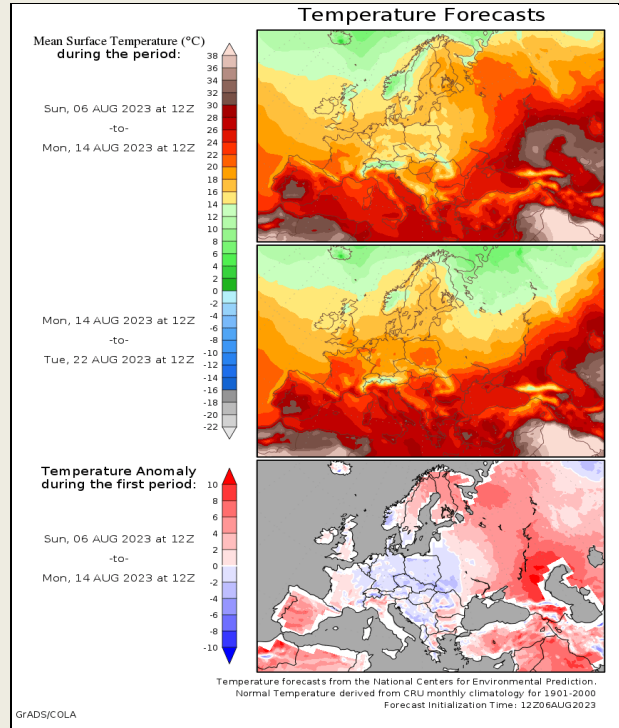 Temperature Forecasts
Mean Surface Temperature (°C)
during the period:
Sun, 06 AUG 2023 at 12Z
-to-
Mon, 14 AUG 2023 at 12Z
38
36
34
32
30
28
26
24
22
20
18
16
14
12
10
8
6
4
2
0
-2
-4
-6
-8
-10
-12
-14
-16
-18
-20
-22
Mon, 14 AUG 2023 at 12Z
-to-
Tue, 22 AUG 2023 at 12Z
Temperature Anomaly
during the first period:
Sun, 06 AUG 2023 at 12Z
-to-
Mon, 14 AUG 2023 at 12Z
10
8
6
4
2
0
-2
-4
-6
-8
-10
Temperature forecasts from the National Centers for Environmental Prediction.
Normal Temperature derived from CRU monthly climatology for 1901-2000
Forecast Initialization Time: 12Z06AUG2023
GrADS/COLA